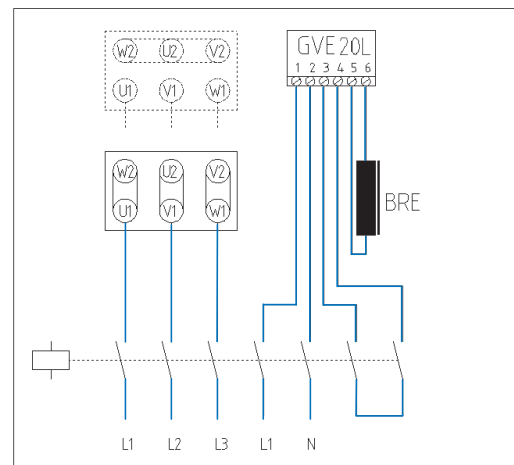 W2 U2 V2
U1 V1 W1
GVE 20L
1 2 3 4 5 6
W2 U2 V2
U1 V1 W1
BRE
L1 L2 L3 L1 N